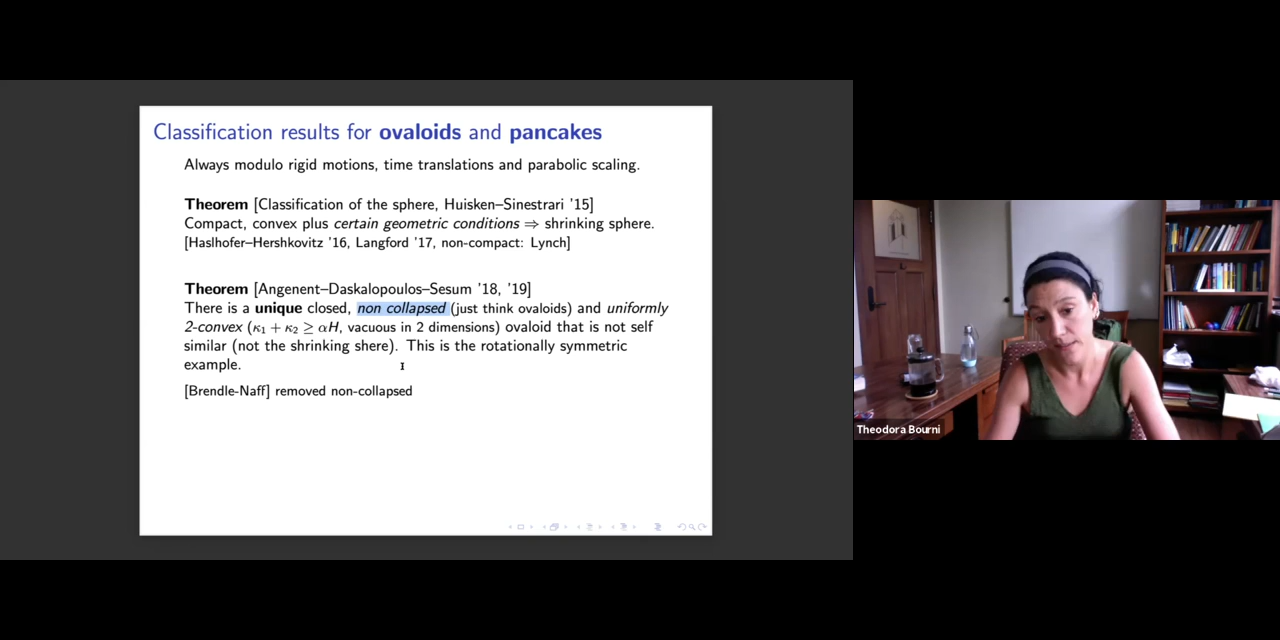 Classification results for ovaloids and pancakes
Always modulo rigid motions, time translations and parabolic scaling.
Theorem [Classification of the sphere, Huisken–Sinestrari '15]
Compact, convex plus certain geometric conditions ⇒ shrinking sphere.
[Haslhofer–Hershkovitz '16, Langford '17, non-compact: Lynch]
Theorem [Angenent–Daskalopoulos–Sesum '18, '19]
There is a unique closed, non collapsed (just think ovaloids) and uniformly
2-convex (κ₁ + κ₂ ≥ αH, vacuous in 2 dimensions) ovaloid that is not self
similar (not the shrinking shere). This is the rotationally symmetric
example.
[Brendle-Naff] removed non-collapsed
Theodora Bourni